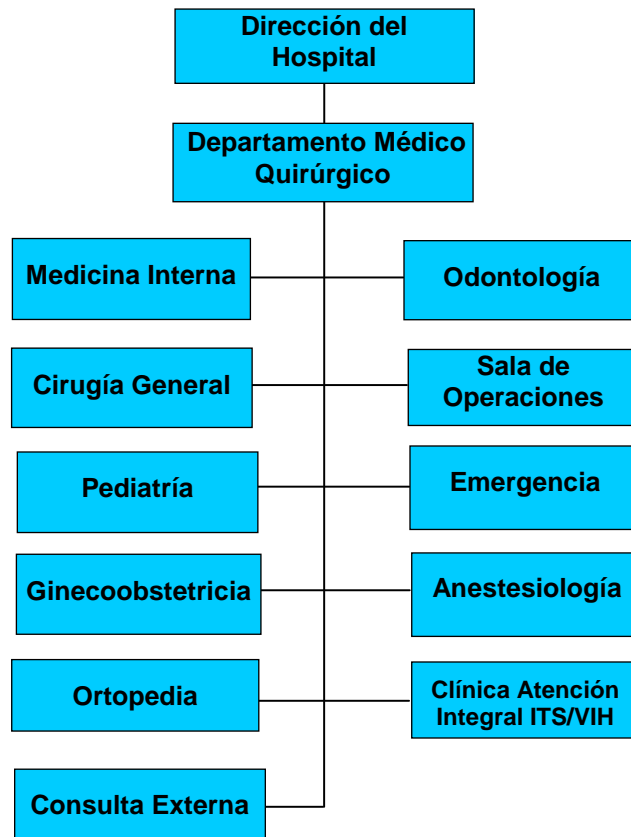 Dirección del
Hospital
Departamento Médico
Quirúrgico
Medicina Interna
Odontología
Cirugía General
Sala de
Operaciones
Pediatría
Emergencia
Ginecoobstetricia
Anestesiología
Ortopedia
Clínica Atención
Integral ITS/VIH
Consulta Externa